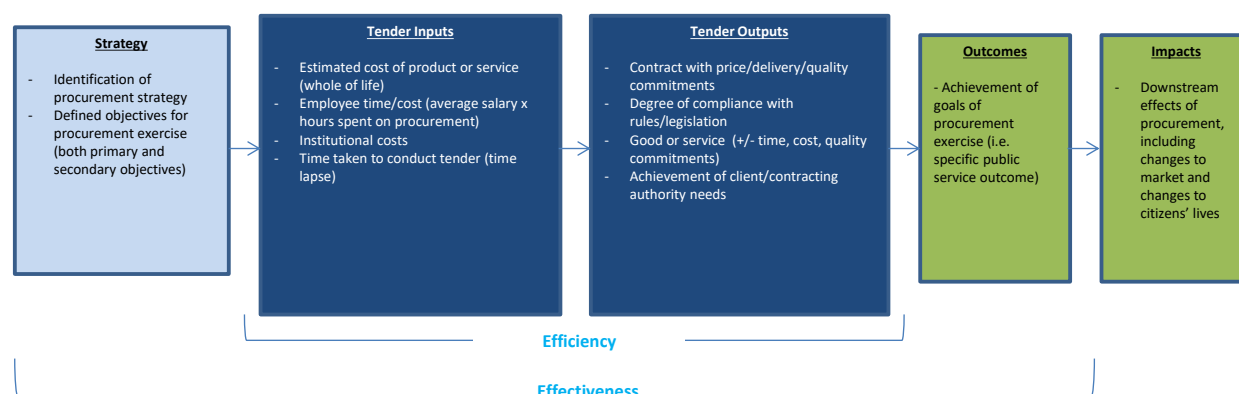 Strategy
- Identification of
procurement strategy
- Defined objectives for
procurement exercise
(both primary and
secondary objectives)
Tender Inputs
- Estimated cost of product or service
(whole of life)
- Employee time/cost (average salary x
hours spent on procurement)
- Institutional costs
- Time taken to conduct tender (time
lapse)
Tender Outputs
- Contract with price/delivery/quality
commitments
- Degree of compliance with
rules/legislation
- Good or service (+/- time, cost, quality
commitments)
- Achievement of client/contracting
authority needs
Outcomes
- Achievement of
goals of
procurement
exercise (i.e.
specific public
service outcome)
Impacts
- Downstream
effects of
procurement,
including
changes to
market and
changes to
citizens’ lives
Efficiency
Effectiveness